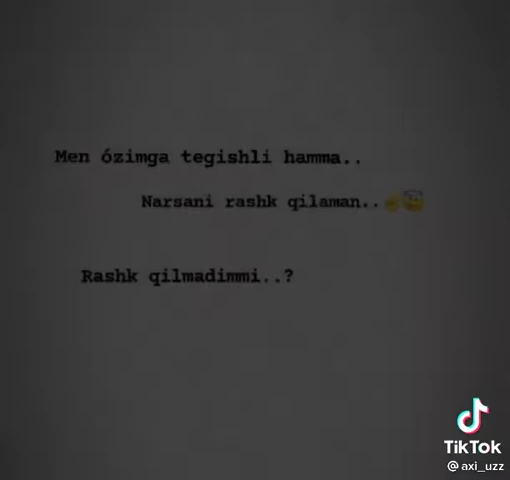 Men ózimga tegishli hamma..
Narsani rashk qilaman..✊😇
Rashk qilmadimmi..?
TikTok
@axi_uzz